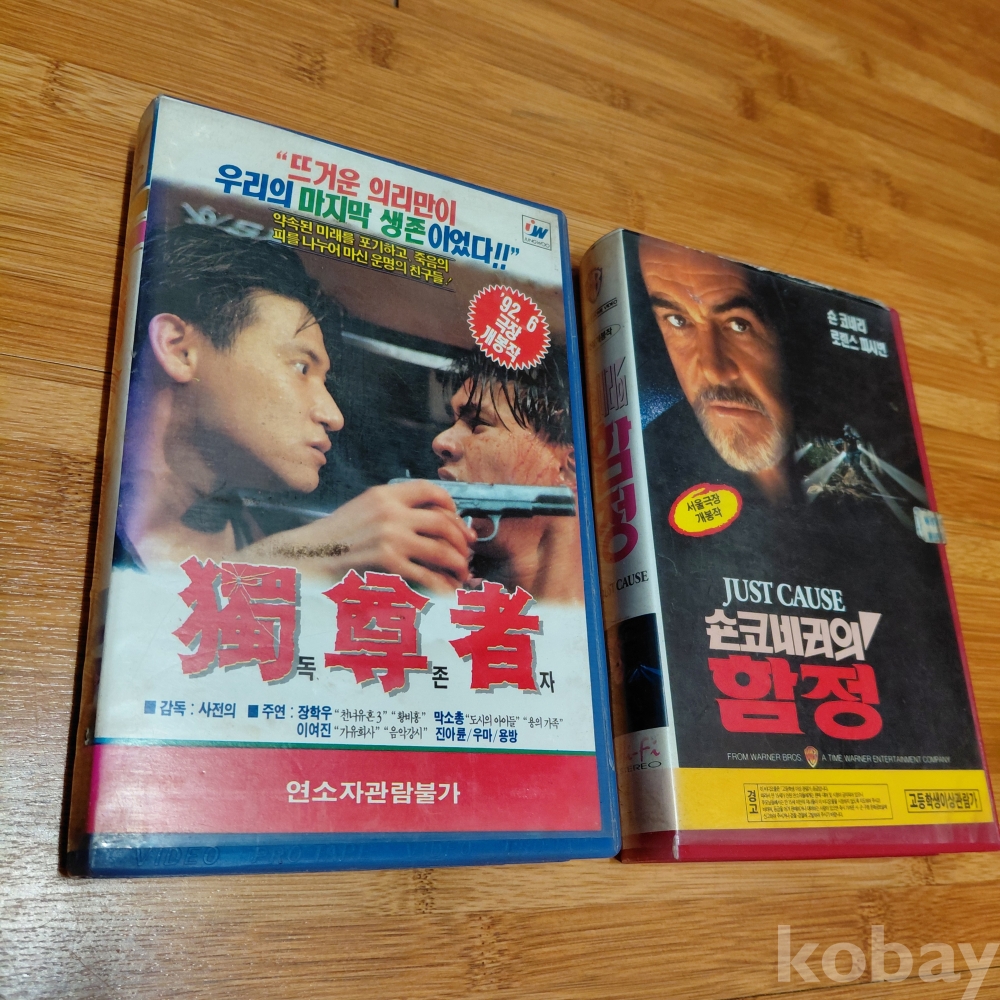 “뜨거운 의리만이
우리의 마지막 생존이었다!!”
약속된 미래를 포기하고, 죽음의
피를 나누어 마신 운명의 친구들!
'92. 6
극장
개봉작
獨尊者
독 존 자
■ 감독 : 사전의 ■ 주연 : 장학우 “천녀유혼 3” “황비홍” 막소총 “도시의 아이들” “용의 가족”
이여진 “가유희사” “음악강시” 진아륜/우마/용방
연소자관람불가
숀 코네리
로렌스 피시번
서울극장
개봉작
JUST CAUSE
숀코네리의
함정
FROM WARNER BROS.
A TIME WARNER ENTERTAINMENT COMPANY
경고
고등학생이상관람가
함정
CAUSE
STEREO
kobay